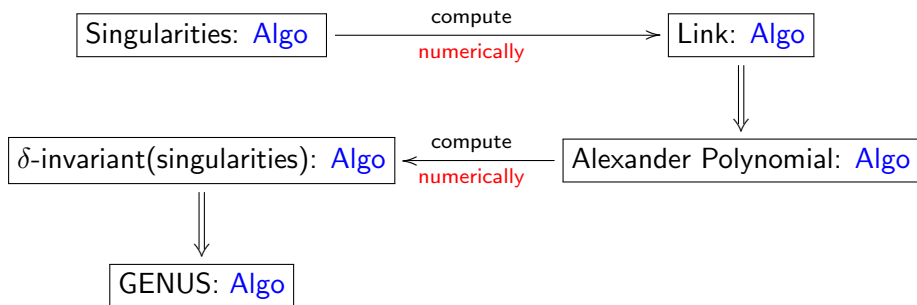 Singularities: Algo
compute
numerically
Link: Algo
δ-invariant(singularities): Algo
compute
numerically
Alexander Polynomial: Algo
GENUS: Algo